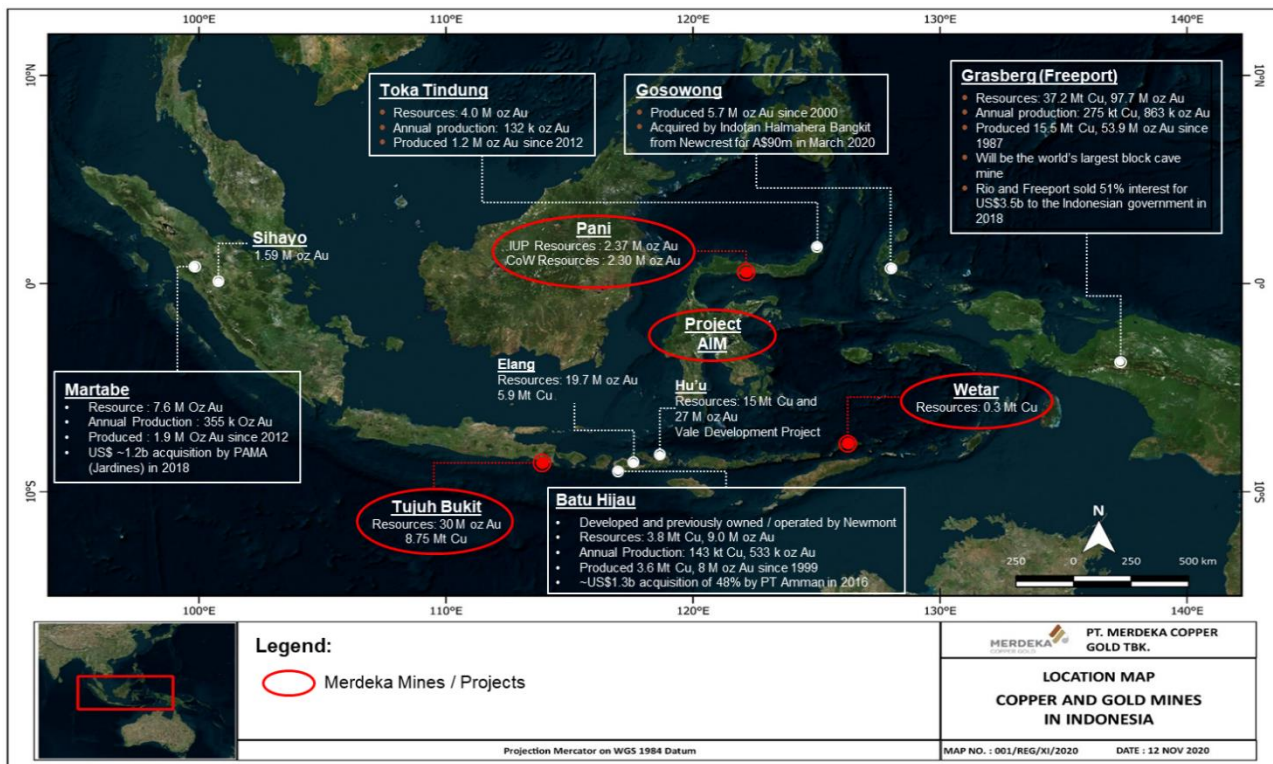 100°E
110°E
120°E
130°E
140°E
10°N
10°N
0°
0°
10°S
10°S
Toka Tindung
Resources: 4.0 M oz Au
Annual production: 132 k oz Au
Produced 1.2 M oz Au since 2012
Gosowong
Produced 5.7 M oz Au since 2000
Acquired by Indotan Halmahera Bangkit
from Newcrest for A$90m in March 2020
Grasberg (Freeport)
Resources: 37.2 Mt Cu, 97.7 M oz Au
Annual production: 275 kt Cu, 863 k oz Au
Produced 15.5 Mt Cu, 53.9 M oz Au since
1987
Will be the world's largest block cave
mine
Rio and Freeport sold 51% interest for
US$3.5b to the Indonesian government in
2018
Sihayo
1.59 M oz Au
Pani
IUP Resources : 2.37 M oz Au
CoW Resources : 2.30 M oz Au
Project
AIM
Martabe
Resource : 7.6 M Oz Au
Annual Production : 355 k Oz Au
Produced : 1.9 M Oz Au since 2012
US$ ~1.2b acquisition by PAMA
(Jardines) in 2018
Elang
Resources: 19.7 M oz Au
5.9 Mt Cu
Hu'u
Resources: 15 Mt Cu and
27 M oz Au
Vale Development Project
Wetar
Resources: 0.3 Mt Cu
Tujuh Bukit
Resources: 30 M oz Au
8.75 Mt Cu
Batu Hijau
Developed and previously owned / operated by Newmont
Resources: 3.8 Mt Cu, 9.0 M oz Au
Annual Production: 143 kt Cu, 533 k oz Au
Produced 3.6 Mt Cu, 8 M oz Au since 1999
~US$1.3b acquisition of 48% by PT Amman in 2016
N
-250 0 250 500 km
100°E
110°E
120°E
130°E
140°E
Legend:
Merdeka Mines / Projects
Projection Mercator on WGS 1984 Datum
MERDEKA
COPPER GOLD
PT. MERDEKA COPPER
GOLD TBK.
LOCATION MAP
COPPER AND GOLD MINES
IN INDONESIA
MAP NO. : 001/REG/XI/2020 DATE : 12 NOV 2020